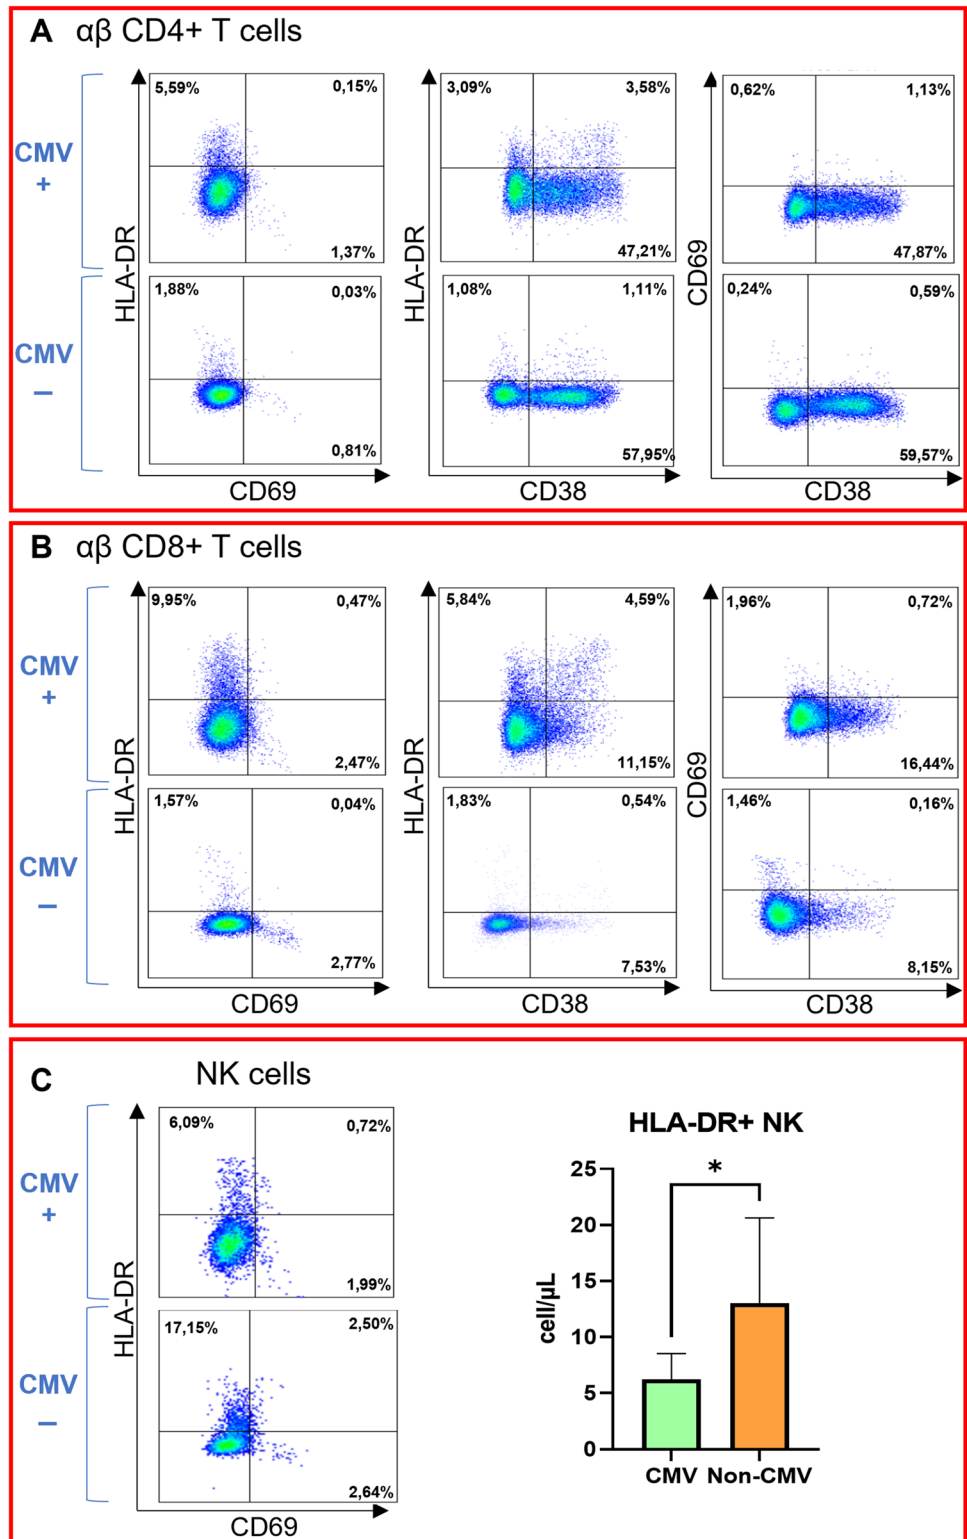 A αβ CD4+ T cells
CMV
+
HLA-DR
5,59% 0,15%
1,37%
HLA-DR
3,09% 3,58%
47,21%
CD69
0,62% 1,13%
47,87%
CMV
−
1,88% 0,03%
0,81%
1,08% 1,11%
57,95%
0,24% 0,59%
59,57%
CD69 CD38 CD38
B αβ CD8+ T cells
CMV
+
HLA-DR
9,95% 0,47%
2,47%
HLA-DR
5,84% 4,59%
11,15%
CD69
1,96% 0,72%
16,44%
CMV
−
1,57% 0,04%
2,77%
1,83% 0,54%
7,53%
1,46% 0,16%
8,15%
CD69 CD38 CD38
C NK cells
CMV
+
HLA-DR
6,09% 0,72%
1,99%
CMV
−
17,15% 2,50%
2,64%
CD69
HLA-DR+ NK
*
cell/µL
25
20
15
10
5
0
CMV Non-CMV